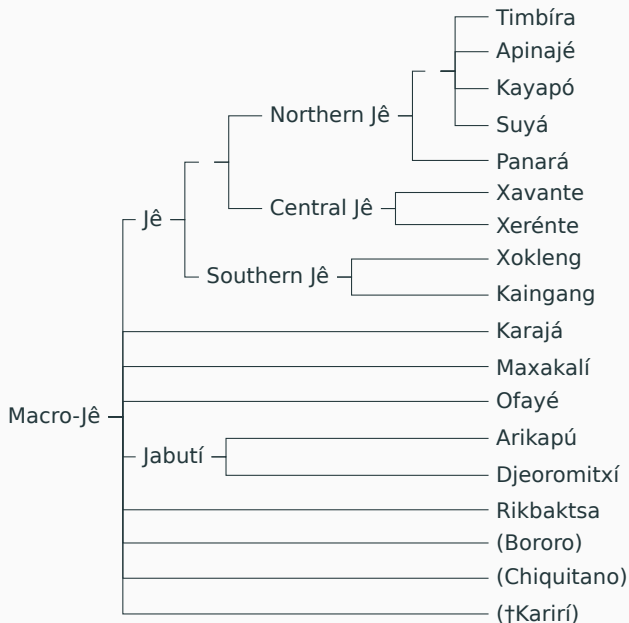 Timbíra
Apinajé
Kayapó
Northern Jê
Suyá
Panará
Xavante
Central Jê
Xerénte
Jê
Xokleng
Southern Jê
Kaingang
Karajá
Maxakalí
Ofayé
Macro-Jê
Arikapú
Jabutí
Djeoromitxí
Rikbaktsa
(Bororo)
(Chiquitano)
(†Karirí)